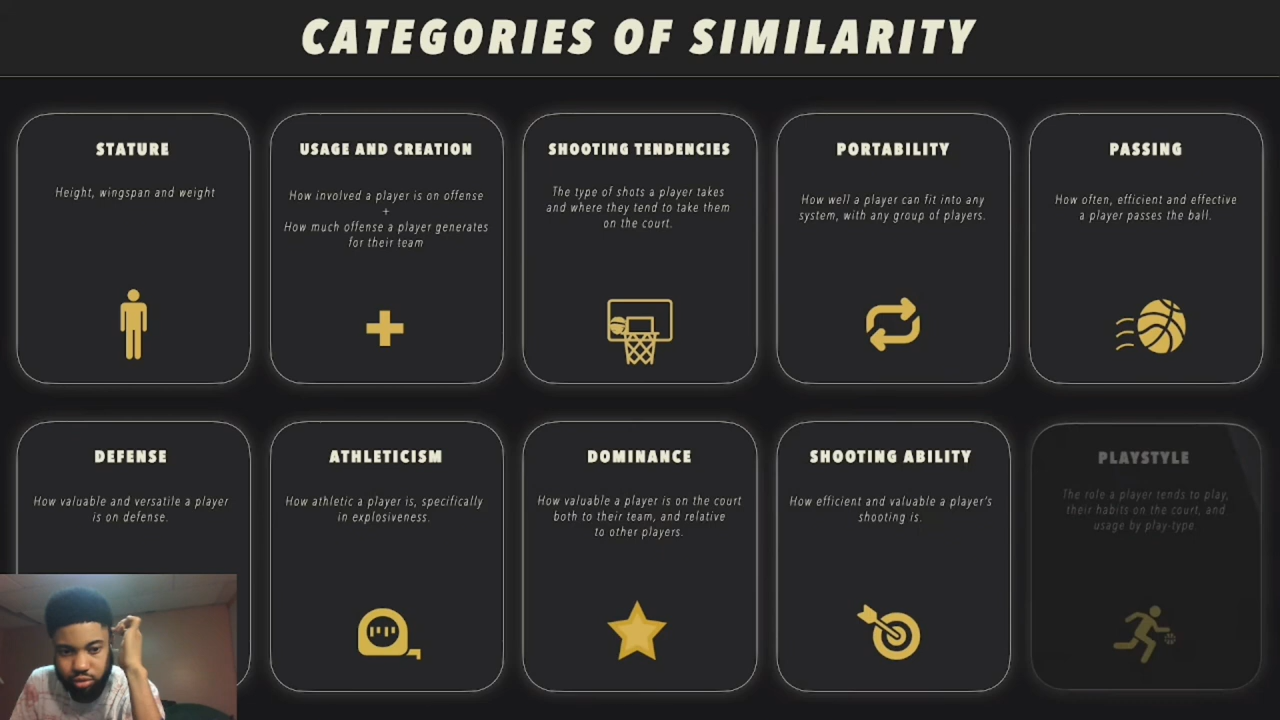 CATEGORIES OF SIMILARITY
STATURE
Height, wingspan and weight
USAGE AND CREATION
How involved a player is on offense
+
How much offense a player generates
for their team
SHOOTING TENDENCIES
The type of shots a player takes
and where they tend to take them
on the court.
PORTABILITY
How well a player can fit into any
system, with any group of players.
PASSING
How often, efficient and effective
a player passes the ball.
DEFENSE
How valuable and versatile a player
is on defense.
ATHLETICISM
How athletic a player is, specifically
in explosiveness.
DOMINANCE
How valuable a player is on the court
both to their team, and relative
to other players.
SHOOTING ABILITY
How efficient and valuable a player's
shooting is.
PLAYSTYLE
The role a player tends to play,
their habits on the court, and
usage by play-type.